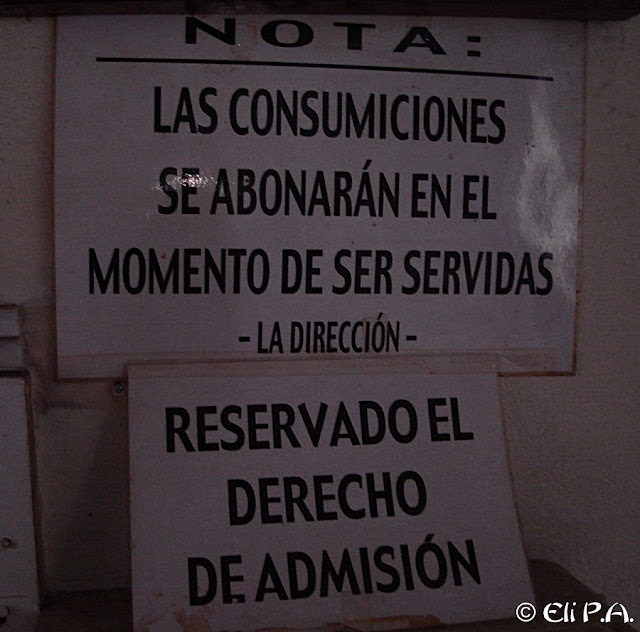 NOTA:
LAS CONSUMICIONES
SE ABONARÁN EN EL
MOMENTO DE SER SERVIDAS
- LA DIRECCIÓN -
RESERVADO EL
DERECHO
DE ADMISIÓN
© Eli P.A.